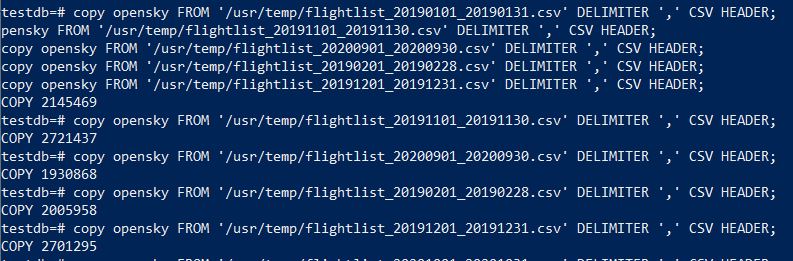 testdb=# copy opensky FROM '/usr/temp/flightlist_20190101_20190131.csv' DELIMITER ',' CSV HEADER;
pensky FROM '/usr/temp/flightlist_20191101_20191130.csv' DELIMITER ',' CSV HEADER;
copy opensky FROM '/usr/temp/flightlist_20200901_20200930.csv' DELIMITER ',' CSV HEADER;
copy opensky FROM '/usr/temp/flightlist_20190201_20190228.csv' DELIMITER ',' CSV HEADER;
copy opensky FROM '/usr/temp/flightlist_20191201_20191231.csv' DELIMITER ',' CSV HEADER;
COPY 2145469
testdb=# copy opensky FROM '/usr/temp/flightlist_20191101_20191130.csv' DELIMITER ',' CSV HEADER;
COPY 2721437
testdb=# copy opensky FROM '/usr/temp/flightlist_20200901_20200930.csv' DELIMITER ',' CSV HEADER;
COPY 1930868
testdb=# copy opensky FROM '/usr/temp/flightlist_20190201_20190228.csv' DELIMITER ',' CSV HEADER;
COPY 2005958
testdb=# copy opensky FROM '/usr/temp/flightlist_20191201_20191231.csv' DELIMITER ',' CSV HEADER;
COPY 2701295